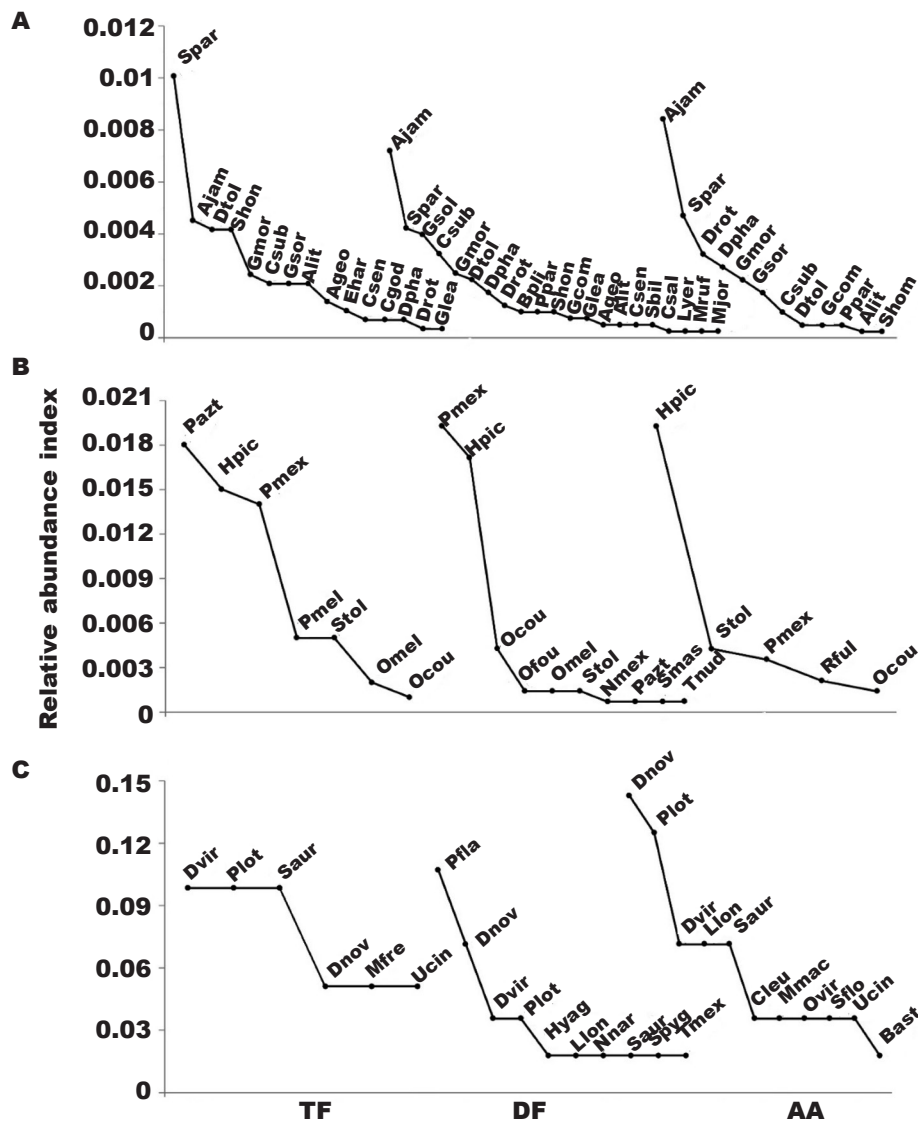 A
0.012
0.01
0.008
0.006
0.004
0.002
0
Spar
Ajam
Dtol
Shon
Gmor
Csub
Gsor
Alit
Ageo
Ehar
Csen
Cgod
Dpha
Drot
Glea
Ajam
Spar
Gsol
Csub
Gmor
Dtol
Dpha
Drot
Bpli
Ppar
Shon
Gcom
Glea
Ageo
Alit
Csen
Sbil
Csal
Lyer
Mruf
Mjor
Ajam
Spar
Drot
Dpha
Gmor
Gsor
Csub
Dtol
Gcom
Ppar
Alit
Shom
B
Relative abundance index
0.021
0.018
0.015
0.012
0.009
0.006
0.003
0
Pazt
Hpic
Pmex
Pmel
Stol
Omel
Ocou
Pmex
Hpic
Ocou
Ofou
Omel
Stol
Nmex
Pazt
Smas
Tnud
Hpic
Stol
Pmex
Rful
Ocou
C
0.15
0.12
0.09
0.06
0.03
0
Dvir
Plot
Saur
Dnov
Mfre
Ucin
Pfla
Dnov
Dvir
Plot
Hyag
Llon
Nnar
Saur
Spyg
Tmex
Dnov
Plot
Dvir
Llon
Saur
Cleu
Mmac
Ovir
Sflo
Ucin
Bast
TF
DF
AA